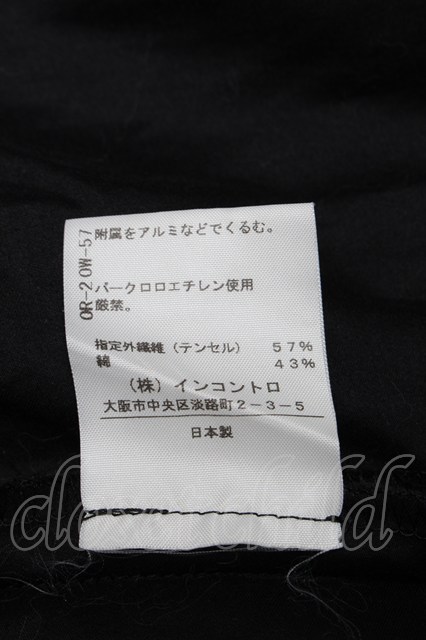 附属をアルミなどでくるむ。
パークロロエチレン使用
厳禁。
指定外繊維(テンセル) 57%
綿 43%
(株)インコントロ
大阪市中央区淡路町2-3-5
日本製
OR-20W-57
closet child